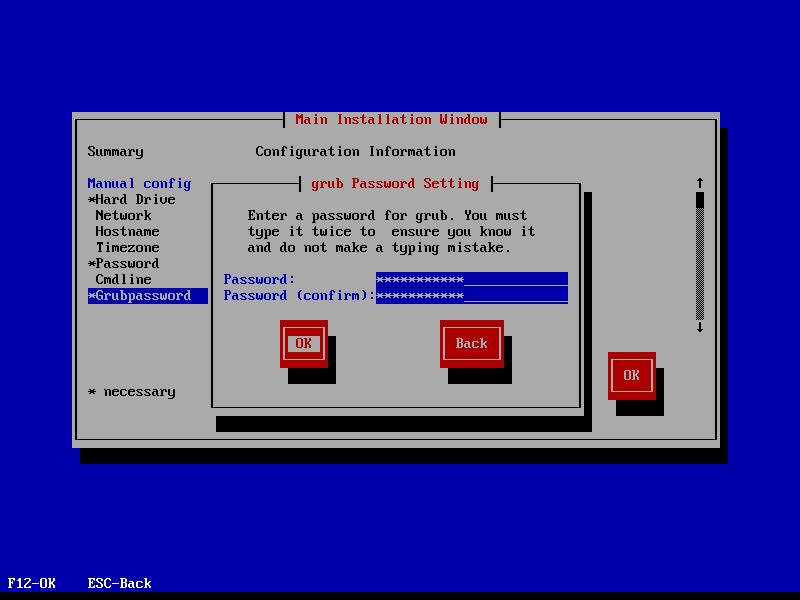 Main Installation Window
Summary
Configuration Information
Manual config
*Hard Drive
Network
Hostname
Timezone
*Password
Cmdline
*Grubpassword
* necessary
grub Password Setting
Enter a password for grub. You must
type it twice to  ensure you know it
and do not make a typing mistake.
Password: ***********
Password (confirm):***********
OK
Back
OK
F12-OK    ESC-Back